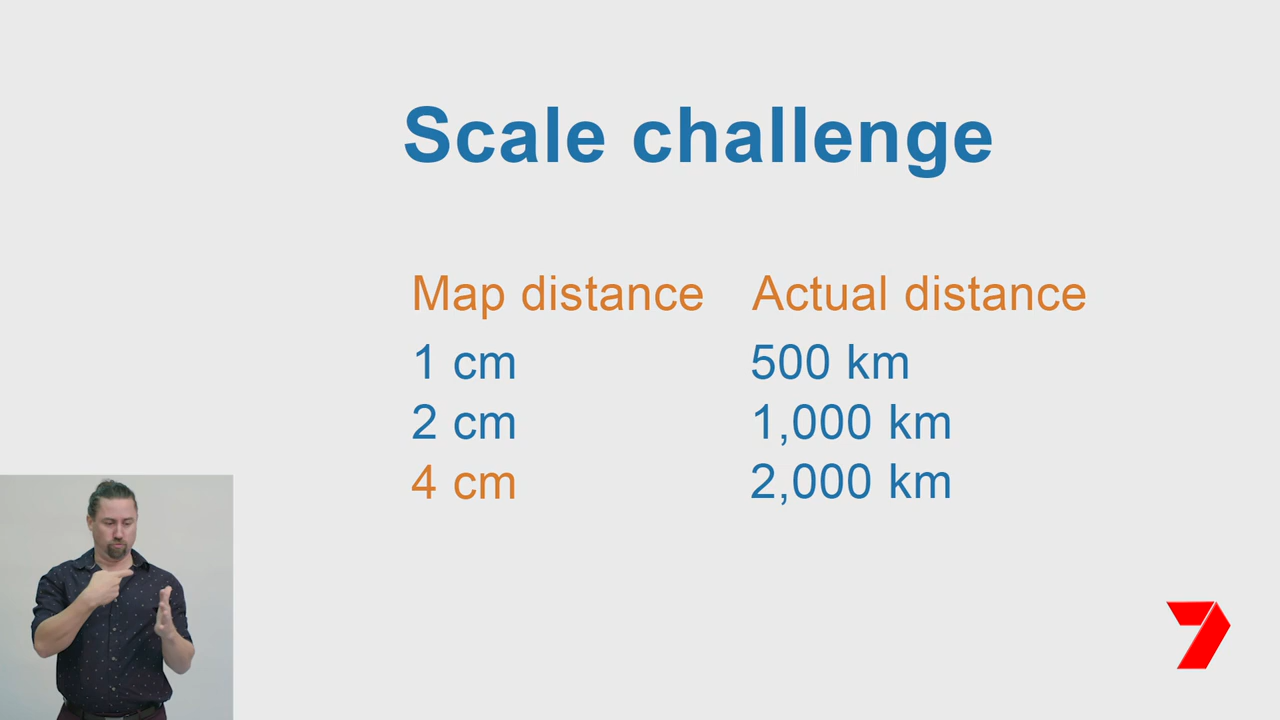 Scale challenge
Map distance Actual distance
1 cm 500 km
2 cm 1,000 km
4 cm 2,000 km
7